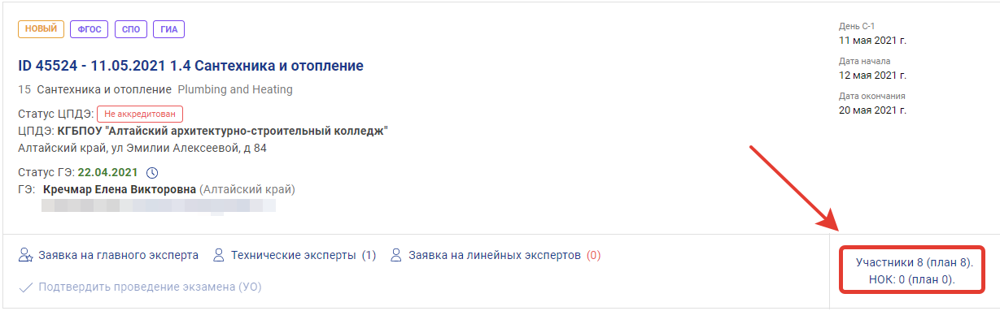 НОВЫЙ ФГОС СПО ГИА
ID 45524 - 11.05.2021 1.4 Сантехника и отопление
15 Сантехника и отопление Plumbing and Heating
Статус ЦПДЭ: Не аккредитован
ЦПДЭ: КГБПОУ "Алтайский архитектурно-строительный колледж"
Алтайский край, ул Эмилии Алексеевой, д 84
Статус ГЭ: 22.04.2021
ГЭ: Кречмар Елена Викторовна (Алтайский край)
День С-1
11 мая 2021 г.
Дата начала
12 мая 2021 г.
Дата окончания
20 мая 2021 г.
Заявка на главного эксперта Технические эксперты (1) Заявка на линейных экспертов (0)
Подтвердить проведение экзамена (УО)
Участники 8 (план 8).
НОК: 0 (план 0).